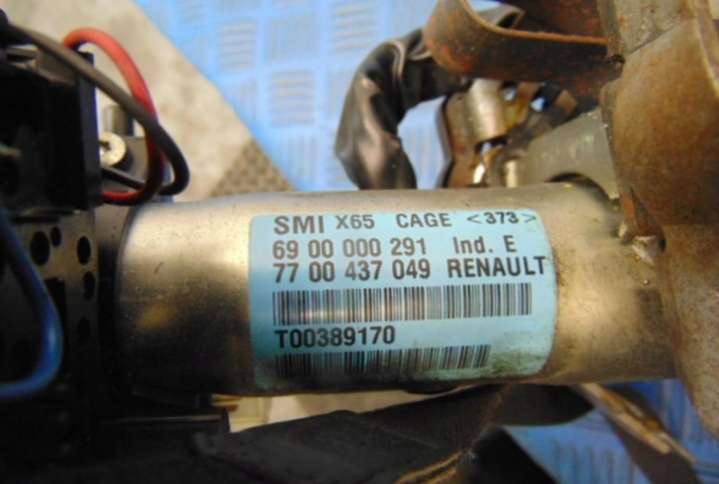 SMI X65 CAGE <373>
69 00 000 291 Ind. E
77 00 437 049 RENAULT
T00389170